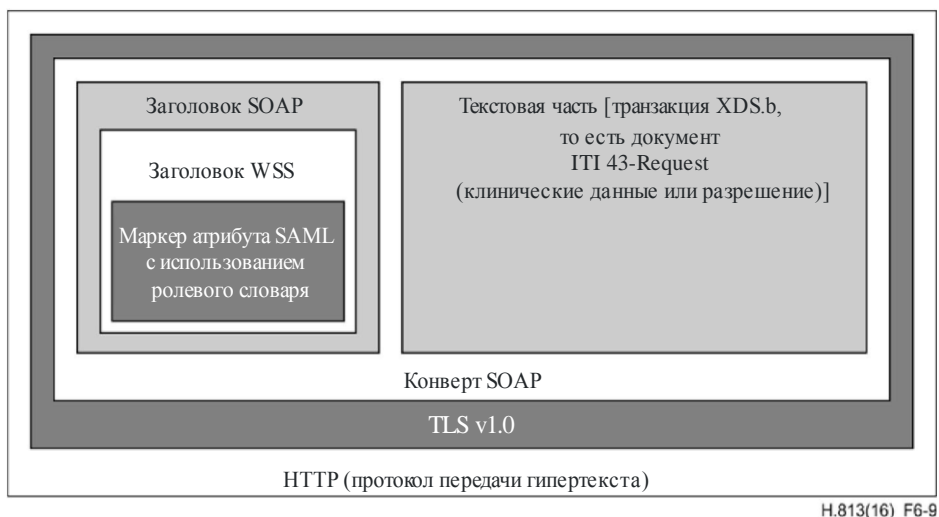 Заголовок SOAP
Заголовок WSS
Маркер атрибута SAML
с использованием
ролевого словаря
Текстовая часть [транзакция XDS.b,
то есть документ
ITI 43-Request
(клинические данные или разрешение)]
Конверт SOAP
TLS v1.0
HTTP (протокол передачи гипертекста)
H.813(16)_F6-9